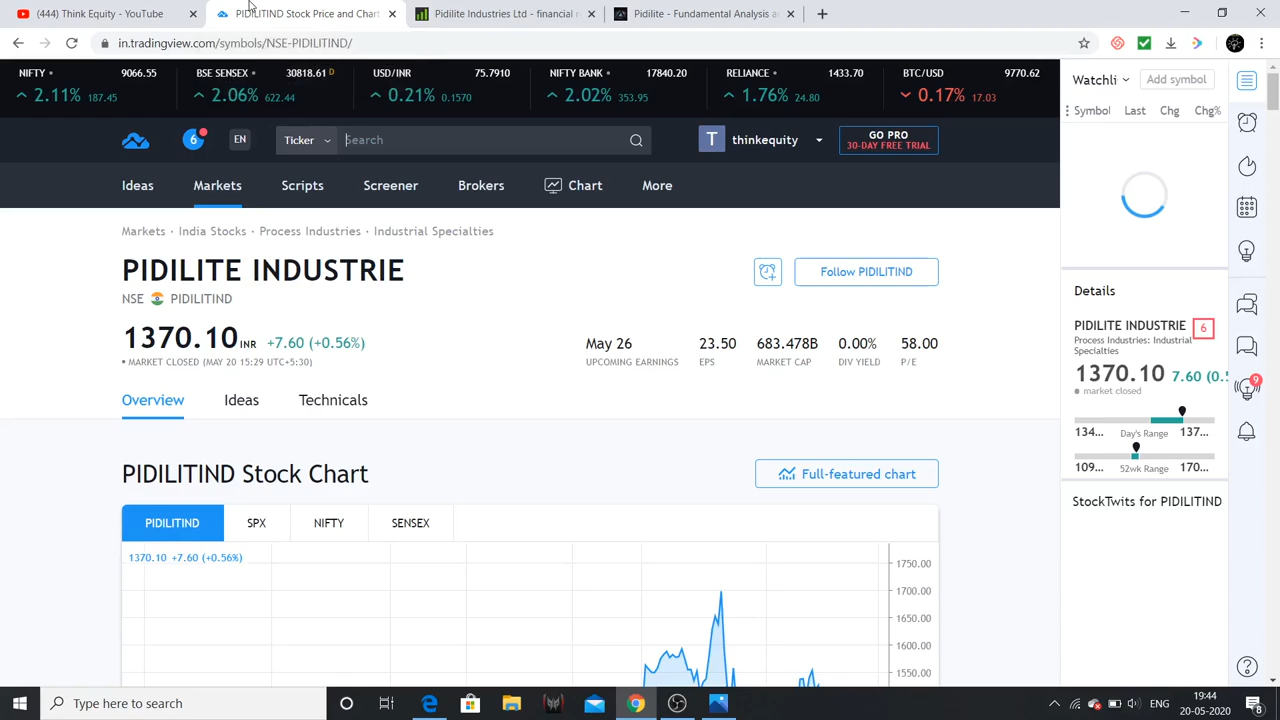 (444) Think Equity - YouTube
PIDILITIND Stock Price and Chart
Pidilite Industries Ltd - financial r
Pidilite - Fundamental Analysis a
in.tradingview.com/symbols/NSE-PIDILITIND/
NIFTY 9066.55
2.11% 187.45
BSE SENSEX 30818.61 D
2.06% 622.44
USD/INR 75.7910
0.21% 0.1570
NIFTY BANK 17840.20
2.02% 353.95
RELIANCE 1433.70
1.76% 24.80
BTC/USD 9770.62
0.17% 17.03
Watchli
Add symbol
Symbol Last Chg Chg%
6
EN
Ticker
Search
T
thinkequity
GO PRO
30-DAY FREE TRIAL
Ideas Markets Scripts Screener Brokers Chart More
Markets · India Stocks · Process Industries · Industrial Specialties
PIDILITE INDUSTRIE
Follow PIDILITIND
NSE PIDILITIND
1370.10 INR +7.60 (+0.56%)
MARKET CLOSED (MAY 20 15:29 UTC+5:30)
May 26 23.50 683.478B 0.00% 58.00
UPCOMING EARNINGS EPS MARKET CAP DIV YIELD P/E
Overview Ideas Technicals
PIDILITIND Stock Chart
Full-featured chart
PIDILITIND SPX NIFTY SENSEX
1370.10 +7.60 (+0.56%)
1750.00
1700.00
1650.00
1600.00
1550.00
Details
PIDILITE INDUSTRIE 6
Process Industries: Industrial
Specialties
1370.10 7.60 (0.5
market closed
134... Day's Range 137...
109... 52wk Range 170...
StockTwits for PIDILITIND
9
Type here to search
ENG
19:44
20-05-2020
8